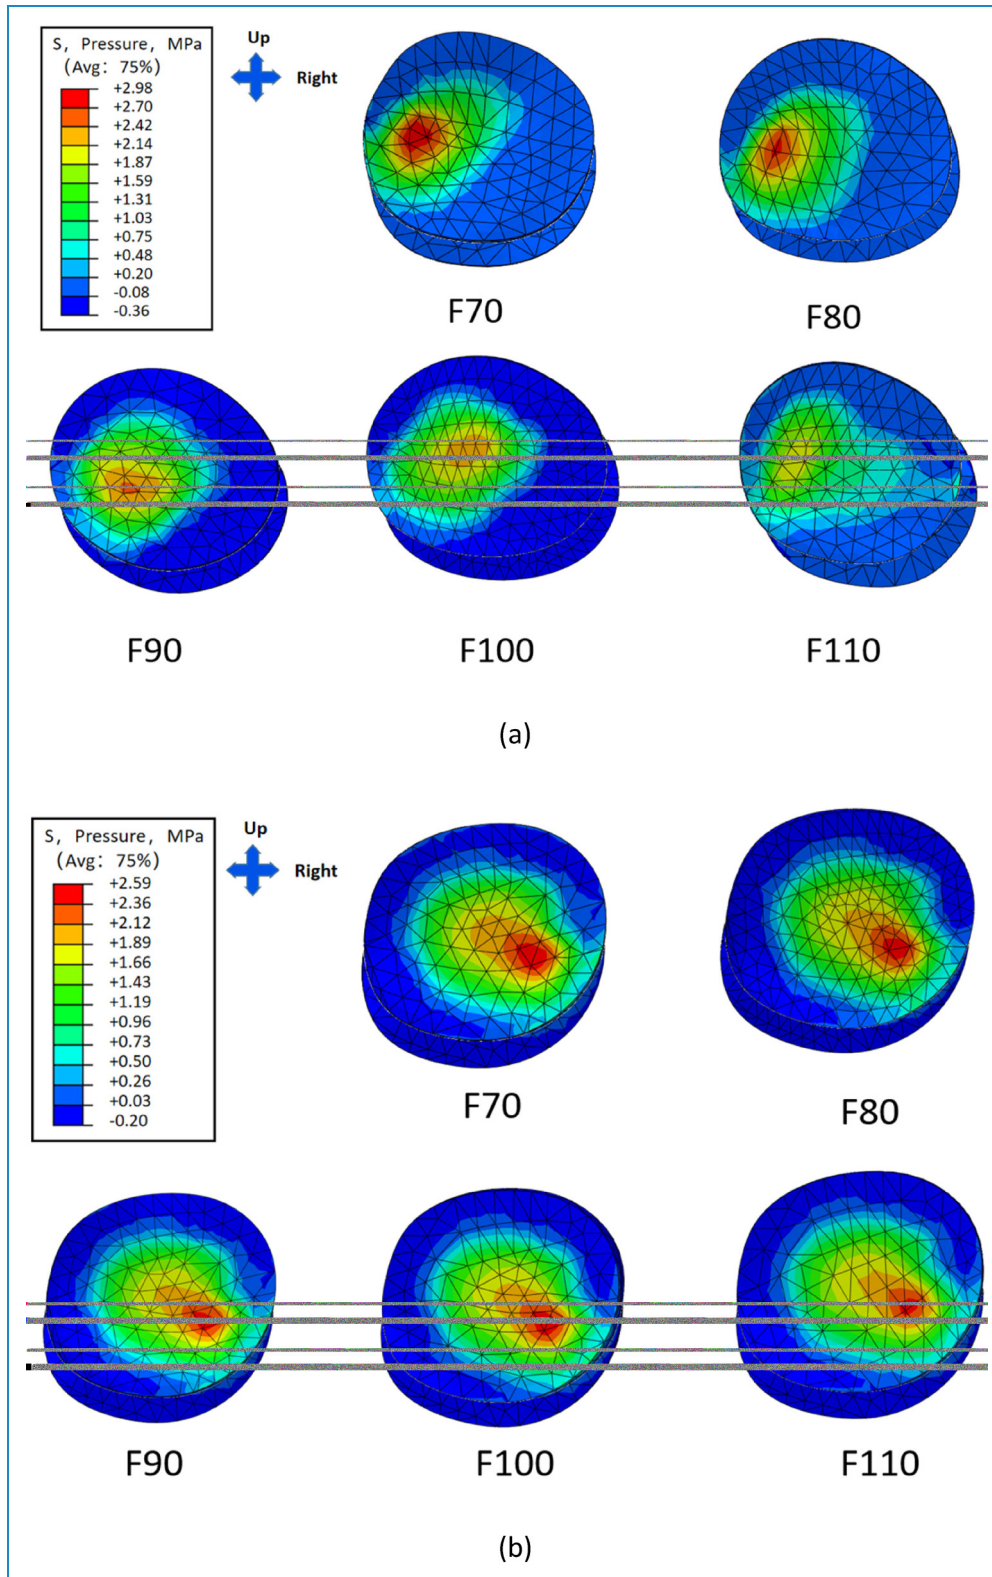 (a)
S, Pressure, MPa
(Avg: 75%)
+2.98
+2.70
+2.42
+2.14
+1.87
+1.59
+1.31
+1.03
+0.75
+0.48
+0.20
-0.08
-0.36
Up
Right
F70
F80
F90
F100
F110
S, Pressure, MPa
(Avg: 75%)
+2.59
+2.36
+2.12
+1.89
+1.66
+1.43
+1.19
+0.96
+0.73
+0.50
+0.26
+0.03
-0.20
Up
Right
F70
F80
F90
F100
F110
(b)